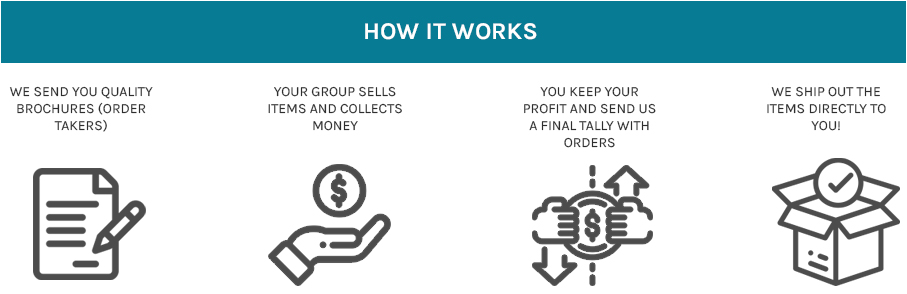 HOW IT WORKS
WE SEND YOU QUALITY
BROCHURES (ORDER
TAKERS)
YOUR GROUP SELLS
ITEMS AND COLLECTS
MONEY
YOU KEEP YOUR
PROFIT AND SEND US
A FINAL TALLY WITH
ORDERS
WE SHIP OUT THE
ITEMS DIRECTLY TO
YOU!
$
$